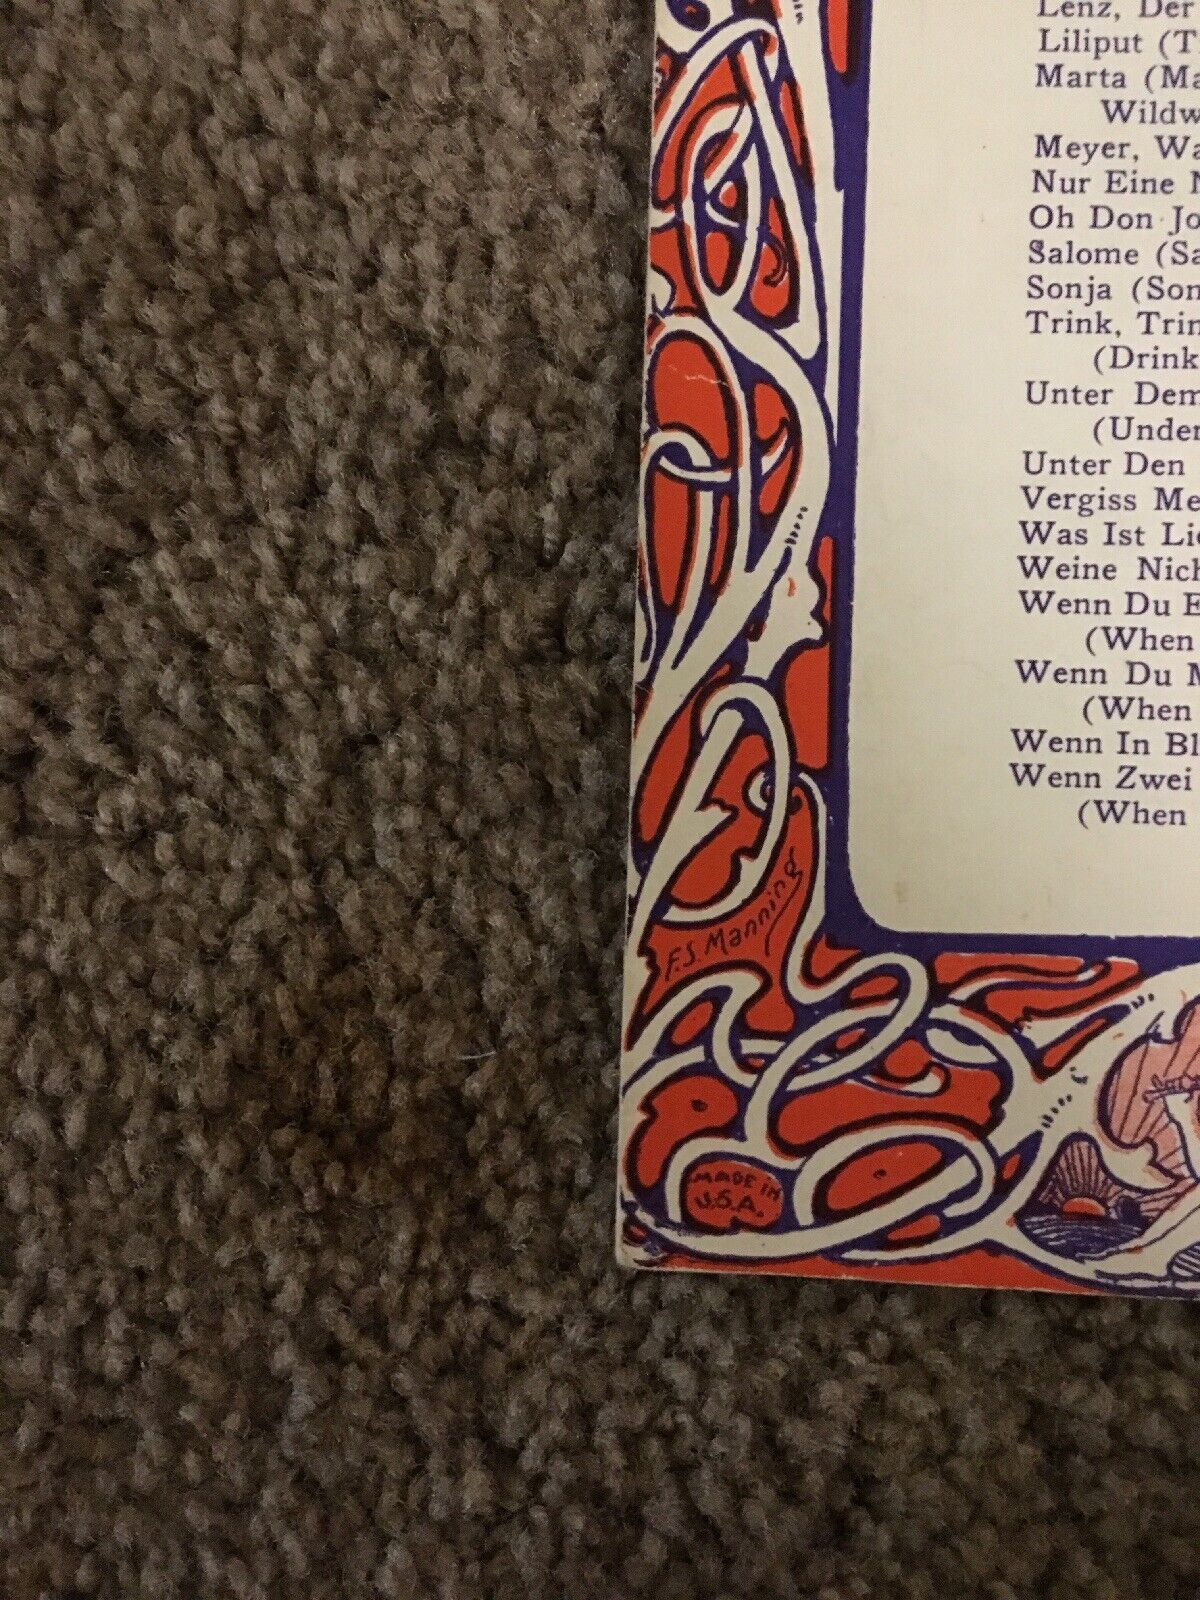 Lenz, Der
Liliput (T
Marta (Ma
Wildw
Meyer, Wa
Nur Eine N
Oh Don Jo
Salome (Sa
Sonja (Son
Trink, Trin
(Drink
Unter Dem
(Under
Unter Den
Vergiss Me
Was Ist Lie
Weine Nich
Wenn Du E
(When
Wenn Du M
(When
Wenn In Bl
Wenn Zwei
(When
F.S. Manning
MADE IN
U.S.A.